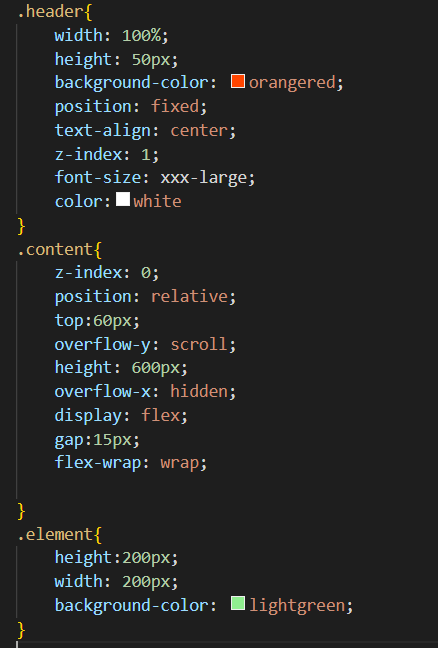 .header{
    width: 100%;
    height: 50px;
    background-color: orangered;
    position: fixed;
    text-align: center;
    z-index: 1;
    font-size: xxx-large;
    color: white
}
.content{
    z-index: 0;
    position: relative;
    top:60px;
    overflow-y: scroll;
    height: 600px;
    overflow-x: hidden;
    display: flex;
    gap:15px;
    flex-wrap: wrap;

}
.element{
    height:200px;
    width: 200px;
    background-color: lightgreen;
}